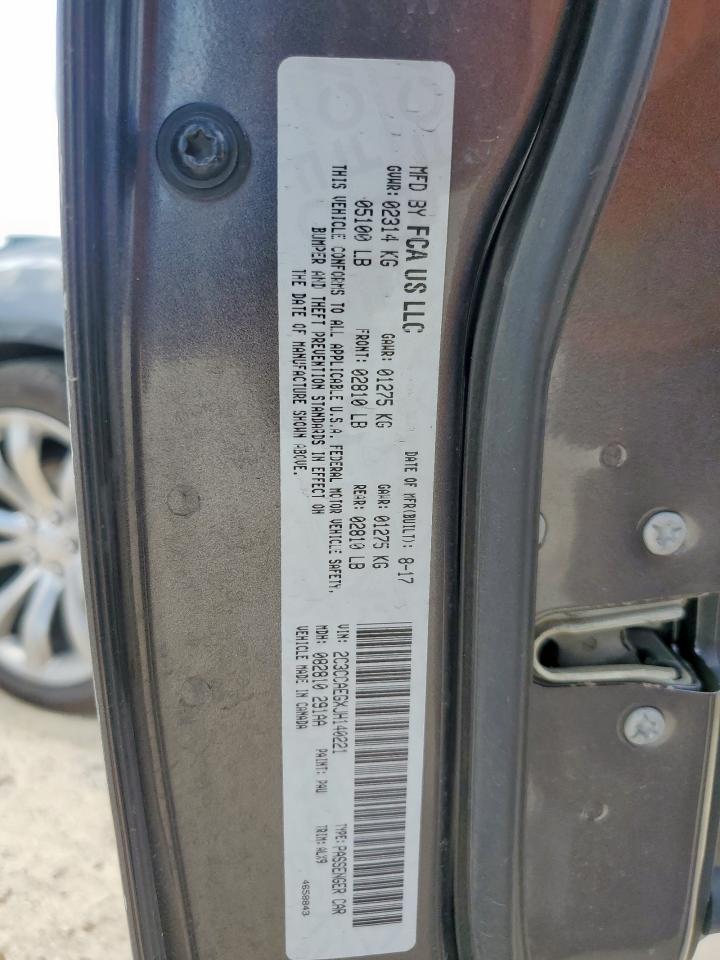 MFD BY FCA US LLC
DATE OF MFR(BUILT): 8-17
GVWR: 02314 KG GAWR: 01275 KG GAWR: 01275 KG
05100 LB FRONT: 02810 LB REAR: 02810 LB
THIS VEHICLE CONFORMS TO ALL APPLICABLE U.S.A. FEDERAL MOTOR VEHICLE SAFETY,
BUMPER AND THEFT PREVENTION STANDARDS IN EFFECT ON
THE DATE OF MANUFACTURE SHOWN ABOVE.
VIN: 2C3CCAEGXJH140221 TYPE: PASSENGER CAR
MDH: 082810 291AA PAINT: PAU TRIM: ALX9
VEHICLE MADE IN CANADA 4658843